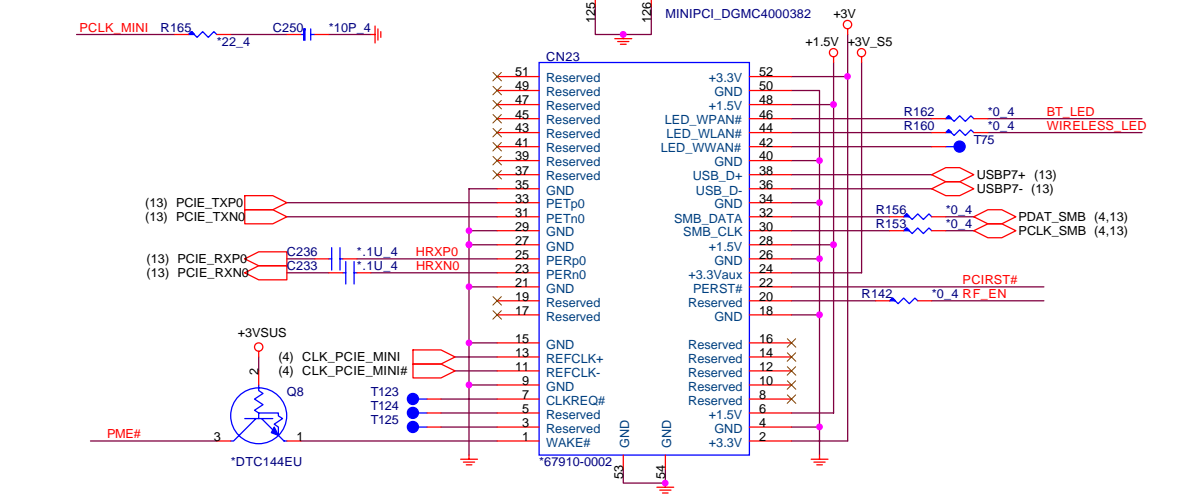 125 126 MINIPCI_DGMC4000382 +3V
PCLK_MINI R165 *22_4 C250 *10P_4
+1.5V +3V_S5
CN23
51 Reserved +3.3V 52
49 Reserved GND 50
47 Reserved +1.5V 48
45 Reserved LED_WPAN# 46 R162 *0_4 BT_LED
43 Reserved LED_WLAN# 44 R160 *0_4 WIRELESS_LED
41 Reserved LED_WWAN# 42 T75
39 Reserved GND 40
37 Reserved USB_D+ 38 USBP7+ (13)
35 GND USB_D- 36 USBP7- (13)
(13) PCIE_TXP0 33 PETp0 GND 34
(13) PCIE_TXN0 31 PETn0 SMB_DATA 32 R156 *0_4 PDAT_SMB (4,13)
29 GND SMB_CLK 30 R153 *0_4 PCLK_SMB (4,13)
27 GND +1.5V 28
(13) PCIE_RXP0 C236 *.1U_4 HRXP0 25 PERp0 GND 26
(13) PCIE_RXN0 C233 *.1U_4 HRXN0 23 PERn0 +3.3Vaux 24
21 GND PERST# 22 PCIRST#
19 Reserved Reserved 20 R142 *0_4 RF_EN
17 Reserved GND 18
+3VSUS
15 GND Reserved 16
(4) CLK_PCIE_MINI 13 REFCLK+ Reserved 14
(4) CLK_PCIE_MINI# 11 REFCLK- Reserved 12
9 GND Reserved 10
2 Q8 T123 7 CLKREQ# Reserved 8
T124 5 Reserved +1.5V 6
T125 3 Reserved GND 4
PME# 3 1 1 WAKE# +3.3V 2
GND GND
*DTC144EU *67910-0002 53 54